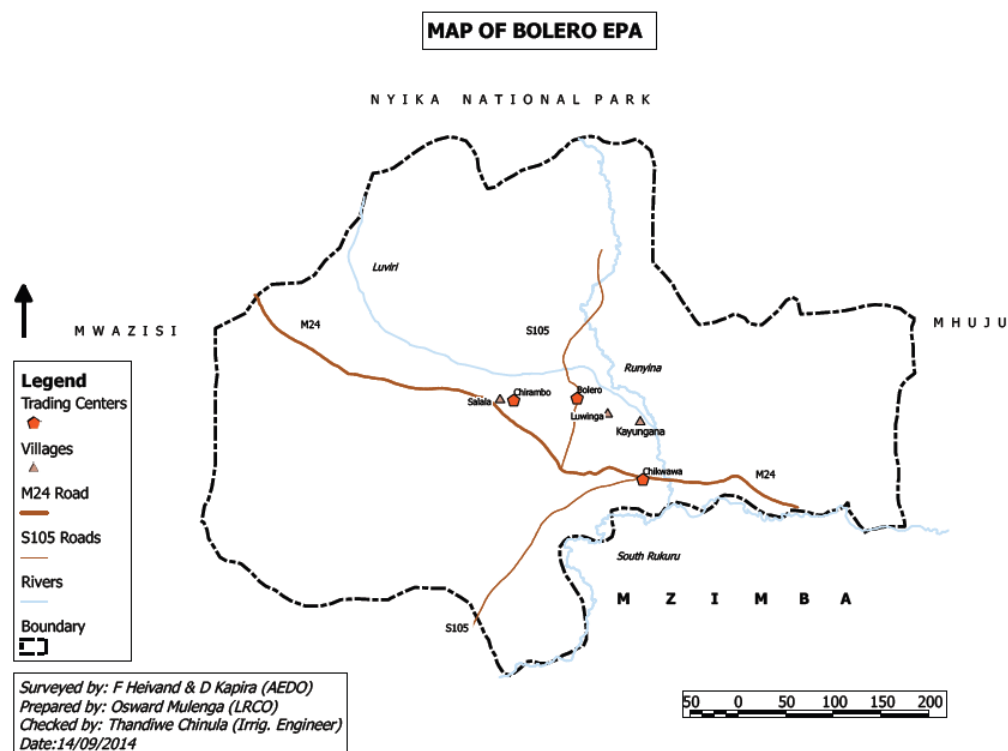 MAP OF BOLERO EPA
NYIKA NATIONAL PARK
Luviri
MWAZISI
M24
S105
MHUJU
Runyina
Legend
Trading Centers
Villages
M24 Road
S105 Roads
Rivers
Boundary
Salala
Chirambo
Bolero
Luwinga
Kayungana
Chikwawa
M24
South Rukuru
MZIMBA
S105
Surveyed by: F Heivand & D Kapira (AEDO)
Prepared by: Osward Mulenga (LRCO)
Checked by: Thandiwe Chinula (Irrig. Engineer)
Date:14/09/2014
50 0 50 100 150 200